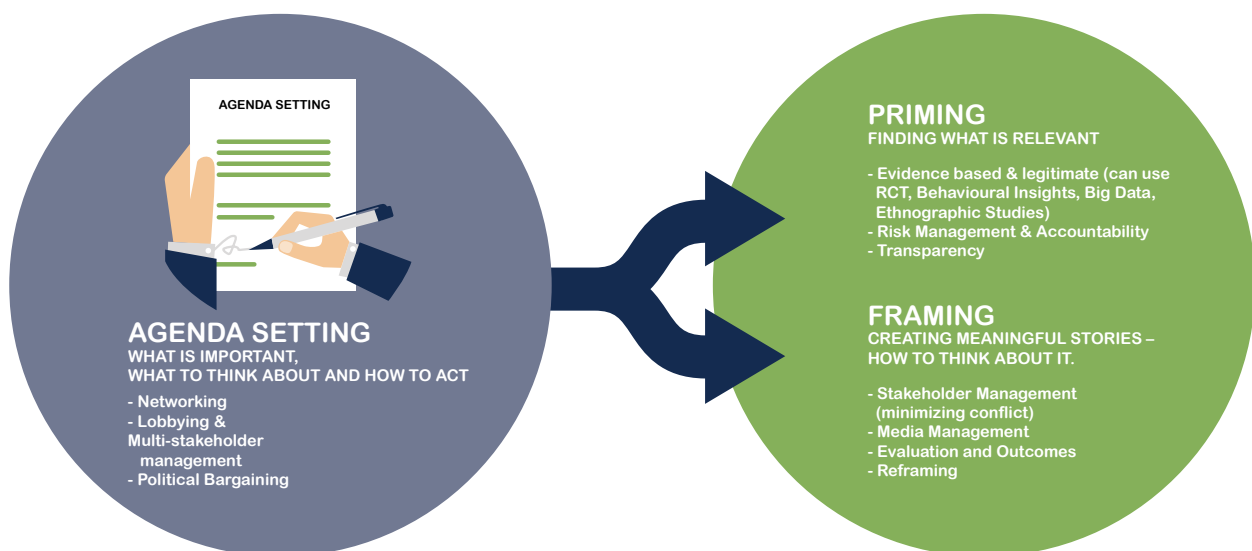 AGENDA SETTING
AGENDA SETTING
WHAT IS IMPORTANT,
WHAT TO THINK ABOUT AND HOW TO ACT
- Networking
- Lobbying &
Multi-stakeholder
management
- Political Bargaining
PRIMING
FINDING WHAT IS RELEVANT
- Evidence based & legitimate (can use
RCT, Behavioural Insights, Big Data,
Ethnographic Studies)
- Risk Management & Accountability
- Transparency
FRAMING
CREATING MEANINGFUL STORIES –
HOW TO THINK ABOUT IT.
- Stakeholder Management
(minimizing conflict)
- Media Management
- Evaluation and Outcomes
- Reframing